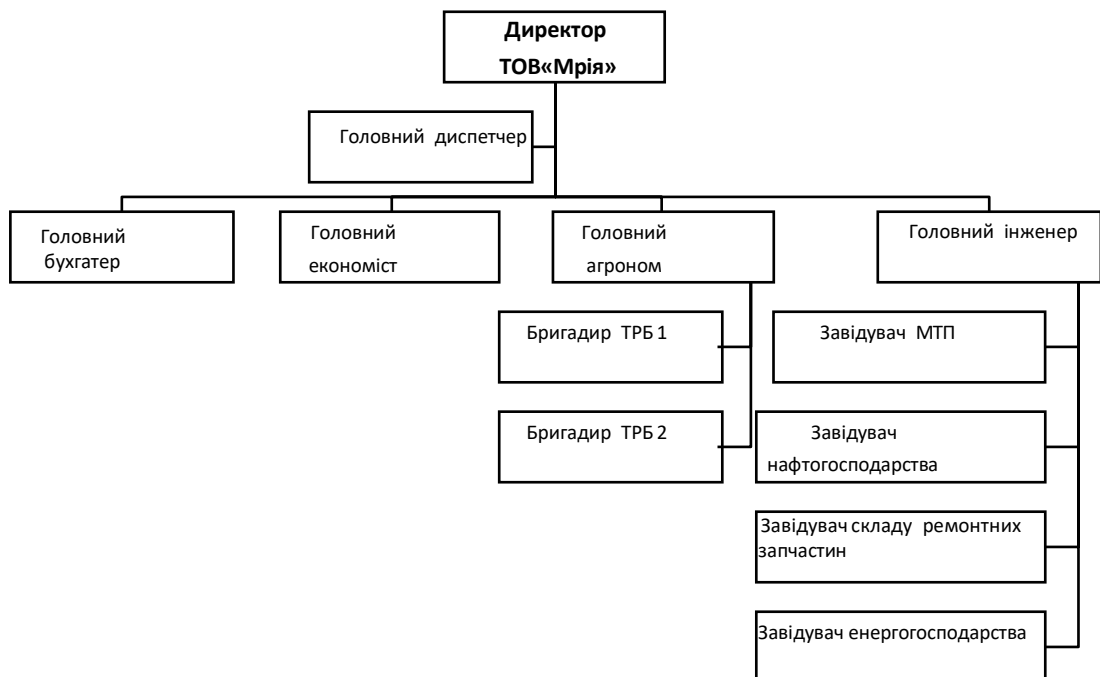 Директор
ТОВ«Мрія»
Головний диспетчер
Головний
бухгатер
Головний
економіст
Головний
агроном
Головний інженер
Бригадир ТРБ 1
Завідувач МТП
Бригадир ТРБ 2
Завідувач
нафтогосподарства
Завідувач складу ремонтних
запчастин
Завідувач енергогосподарства